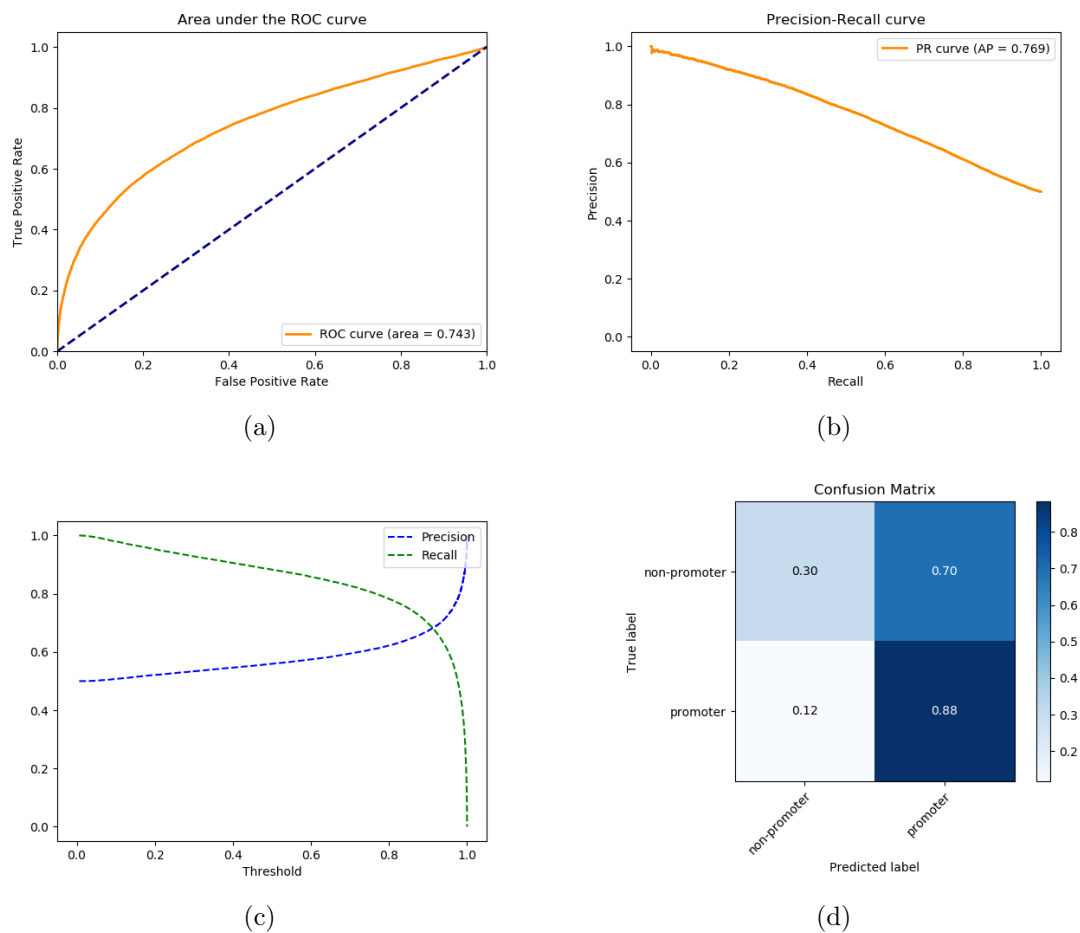 Area under the ROC curve
1.0
0.8
0.6
0.4
0.2
0.0
True Positive Rate
ROC curve (area = 0.743)
0.0 0.2 0.4 0.6 0.8 1.0
False Positive Rate
(a)
Precision-Recall curve
1.0
0.8
0.6
0.4
0.2
0.0
Precision
PR curve (AP = 0.769)
0.0 0.2 0.4 0.6 0.8 1.0
Recall
(b)
1.0
0.8
0.6
0.4
0.2
0.0
Precision
Recall
0.0 0.2 0.4 0.6 0.8 1.0
Threshold
(c)
Confusion Matrix
True label
non-promoter 0.30 0.70
promoter 0.12 0.88
non-promoter promoter
Predicted label
0.8
0.7
0.6
0.5
0.4
0.3
0.2
(d)